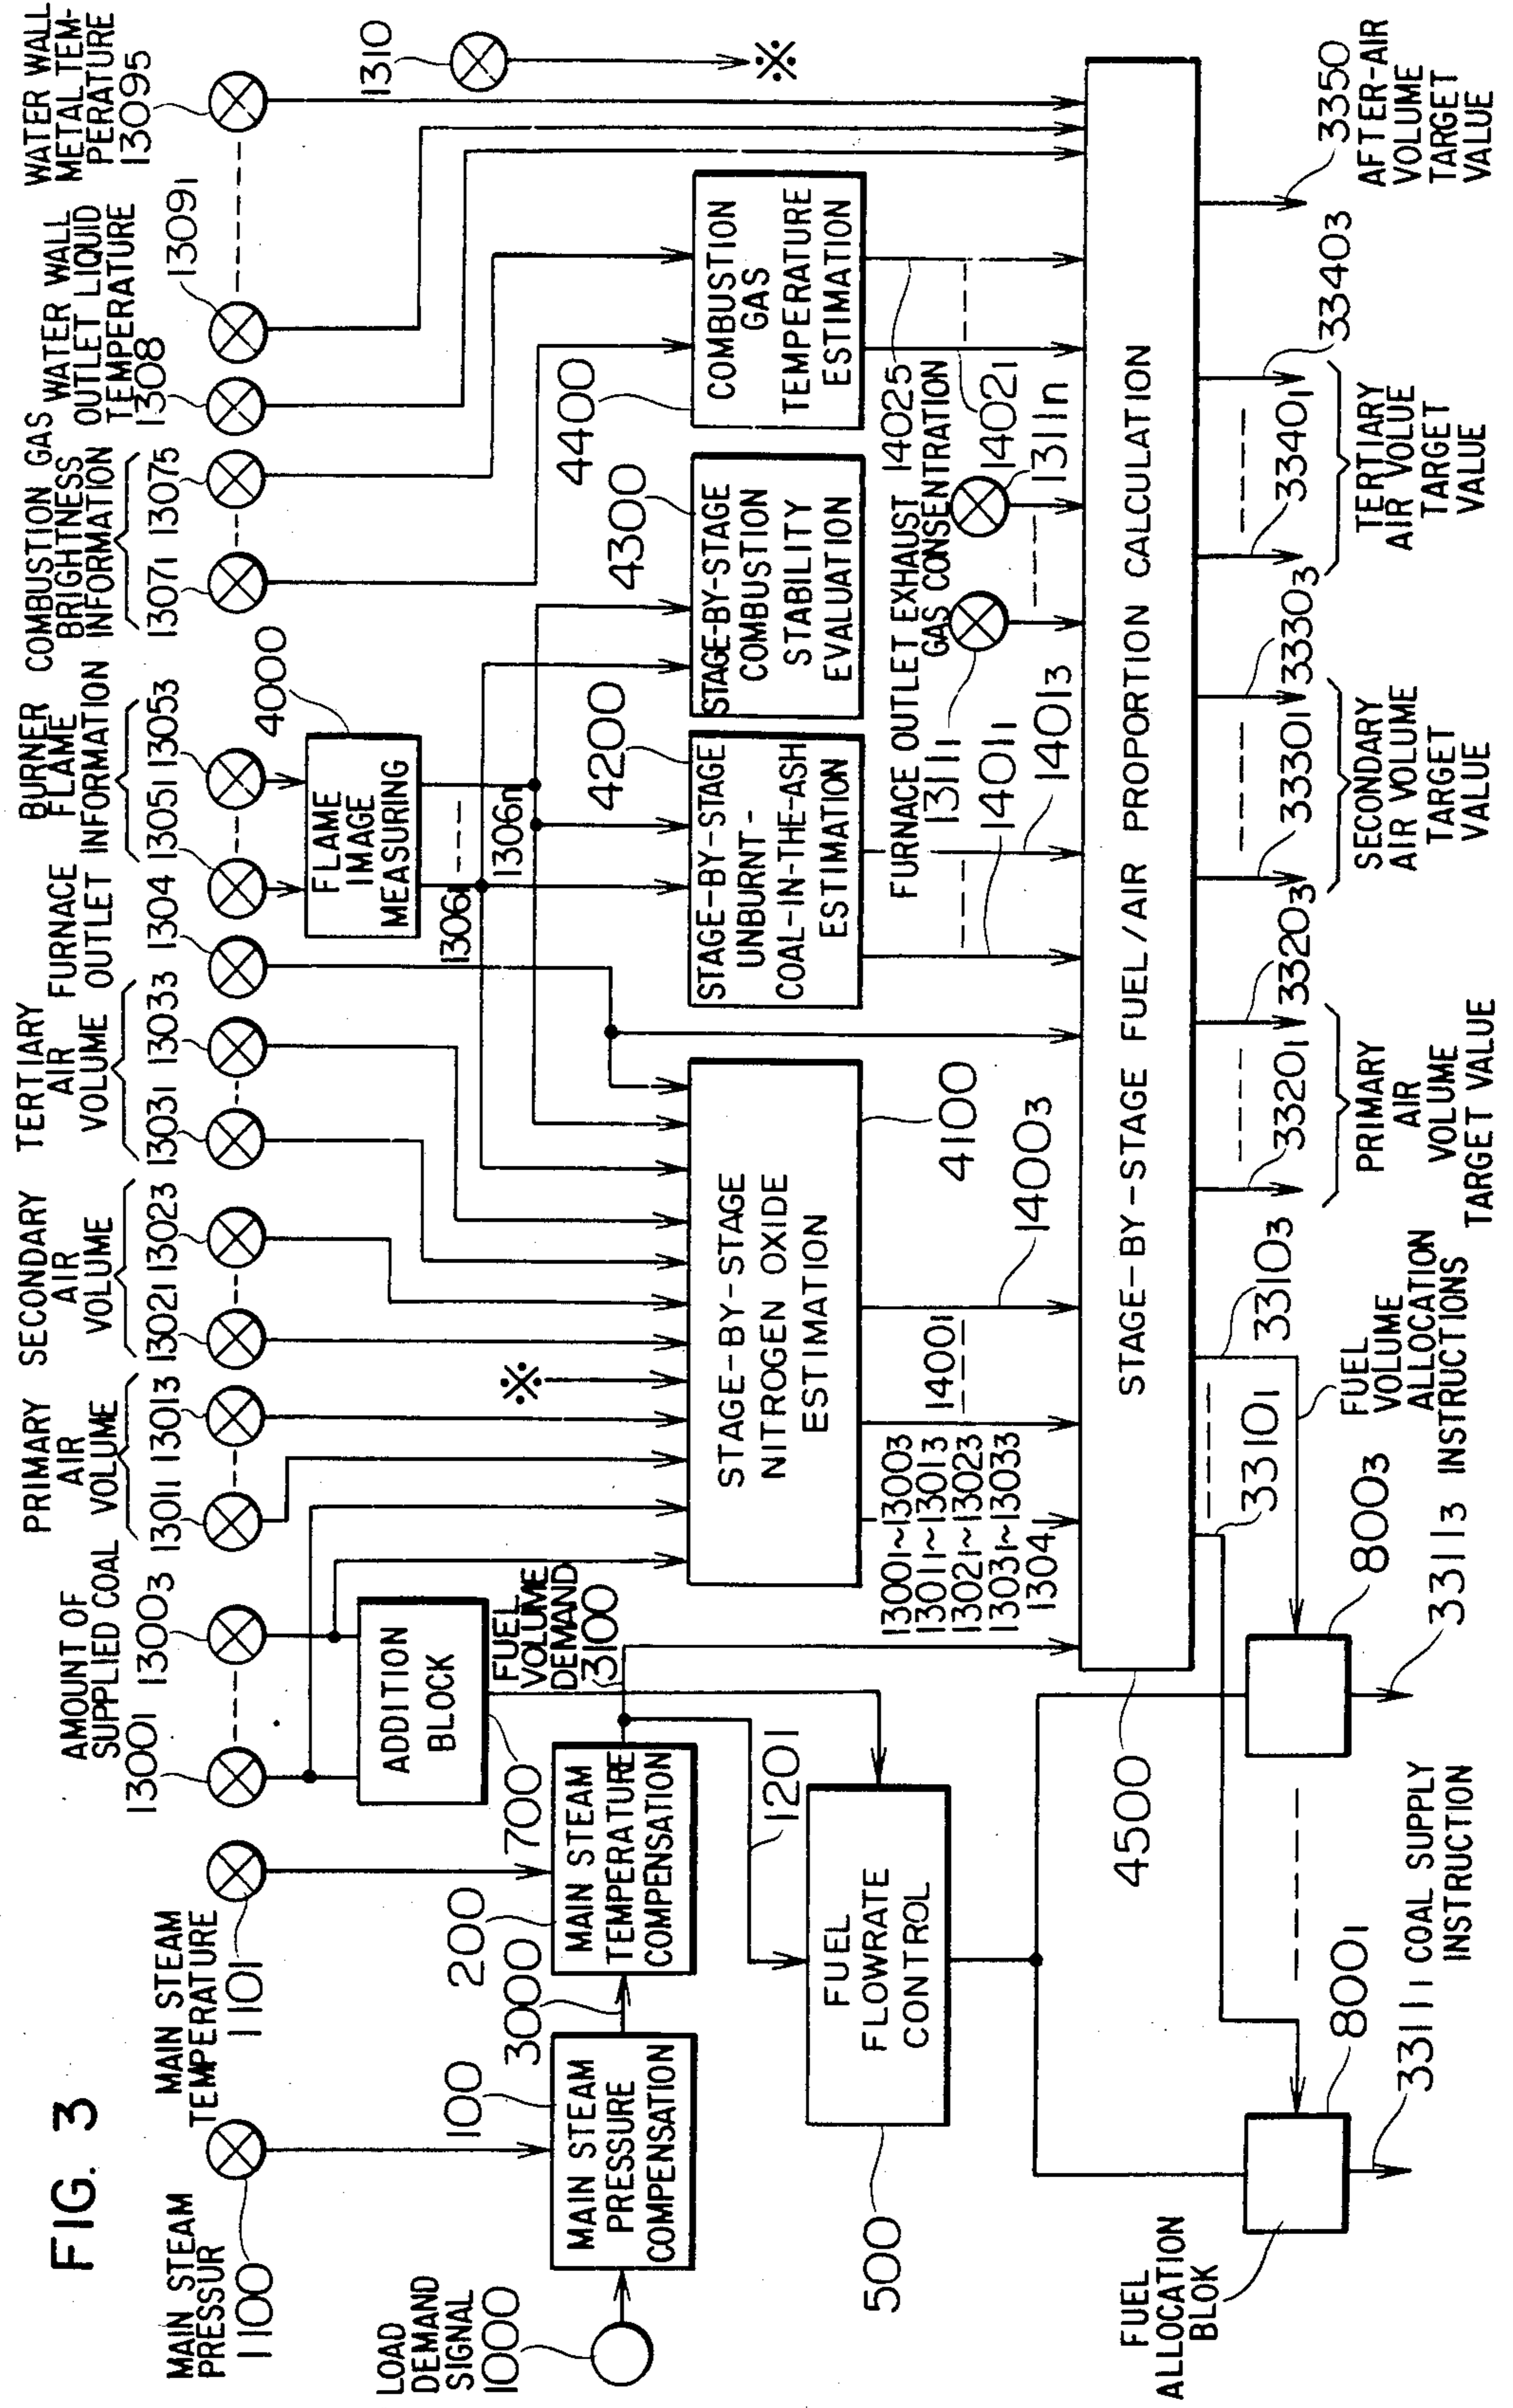 FIG. 3
MAIN STEAM
PRESSUR
1100
MAIN STEAM
TEMPERATURE
1101
AMOUNT OF
SUPPLIED COAL
1300₁
1300₃
PRIMARY
AIR
VOLUME
1301₁
1301₃
SECONDARY
AIR
VOLUME
1302₁
1302₃
TERTIARY
AIR
VOLUME
1303₁
1303₃
FURNACE
OUTLET
1304
BURNER
FLAME
INFORMATION
1305₁
1305₃
COMBUSTION GAS
BRIGHTNESS
INFORMATION
1307₁
1307₅
WATER WALL
OUTLET LIQUID
TEMPERATURE
1308
1309₁
WATER WALL
METAL TEM-
PERATURE
1309₅
1310
※
LOAD
DEMAND
SIGNAL
1000
MAIN STEAM
PRESSURE
COMPENSATION
100
3000
MAIN STEAM
TEMPERATURE
COMPENSATION
200
ADDITION
BLOCK
700
FUEL
VOLUME
DEMAND
3100
1201
FUEL
FLOWRATE
CONTROL
500
※
FLAME
IMAGE
MEASURING
4000
1306₁
1306n
STAGE-BY-STAGE
NITROGEN OXIDE
ESTIMATION
4100
STAGE-BY-STAGE
UNBURNT-
COAL-IN-THE-ASH
ESTIMATION
4200
STAGE-BY-STAGE
COMBUSTION
STABILITY
EVALUATION
4300
COMBUSTION
GAS
TEMPERATURE
ESTIMATION
4400
1300₁~1300₃
1301₁~1301₃
1302₁~1302₃
1303₁~1303₃
1304
1400₁
1400₃
1401₁
1401₃
FURNACE OUTLET EXHAUST
GAS CONSENTRATION
1311₁
1311n
1402₅
1402₁
STAGE-BY-STAGE FUEL/AIR PROPORTION CALCULATION
4500
FUEL
ALLOCATION
BLOK
800₁
3311₁ COAL SUPPLY
INSTRUCTION
800₃
3311₃
3310₁
3310₃
FUEL
VOLUME
ALLOCATION
INSTRUCTIONS
3320₁
3320₃
PRIMARY
AIR
VOLUME
TARGET VALUE
3330₁
3330₃
SECONDARY
AIR VOLUME
TARGET
VALUE
3340₁
3340₃
TERTIARY
AIR VOLUME
TARGET
VALUE
3350
AFTER-AIR
VOLUME
TARGET
VALUE